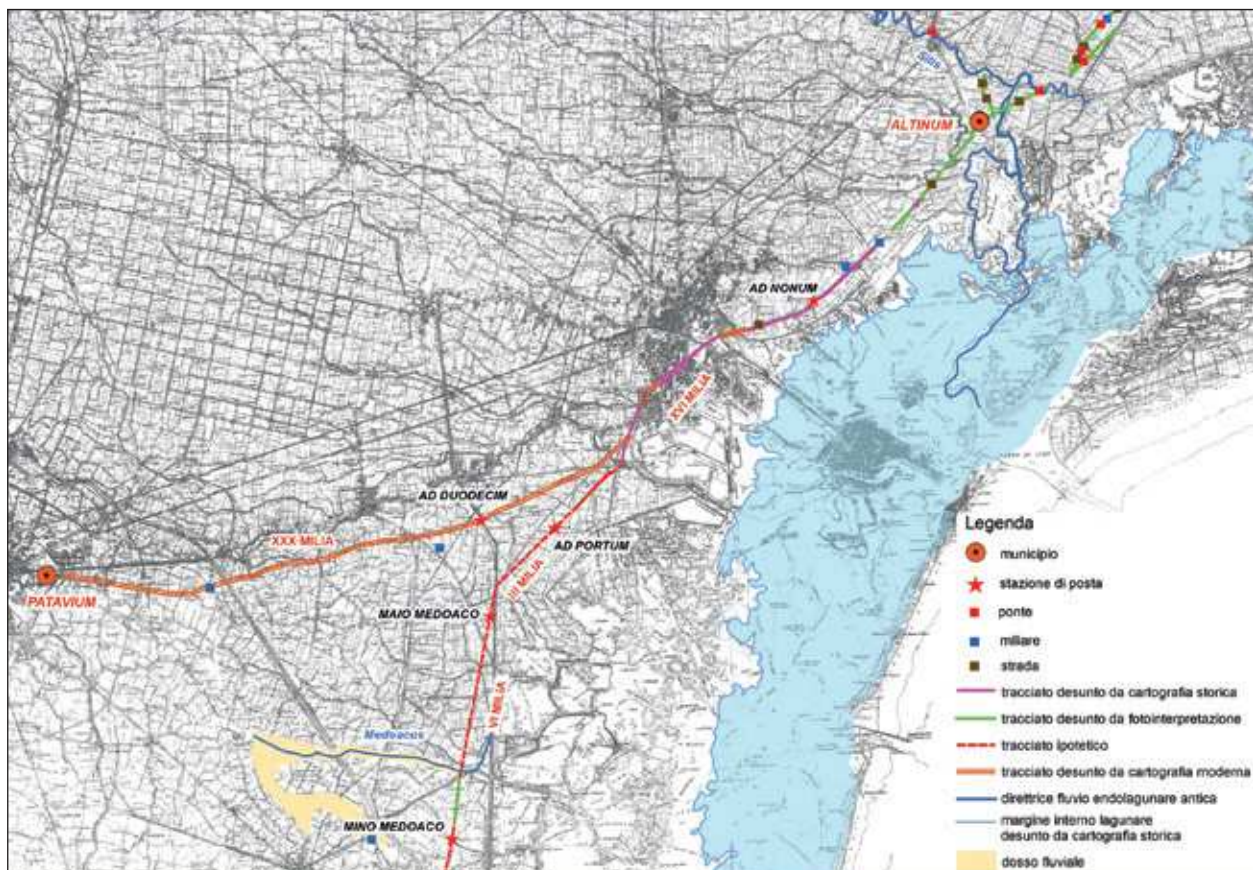 Silis
ALTINUM
AD NONUM
XVI MILIA
AD DUODECIM
XXX MILIA
AD PORTUM
III MILIA
PATAVIUM
MAIO MEDOACO
VI MILIA
Medoacus
MINO MEDOACO
Legenda
municipio
stazione di posta
ponte
miliare
strada
tracciato desunto da cartografia storica
tracciato desunto da fotointerpretazione
tracciato ipotetico
tracciato desunto da cartografia moderna
direttrice fluvio endolagunare antica
margine interno lagunare
desunto da cartografia storica
dosso fluviale